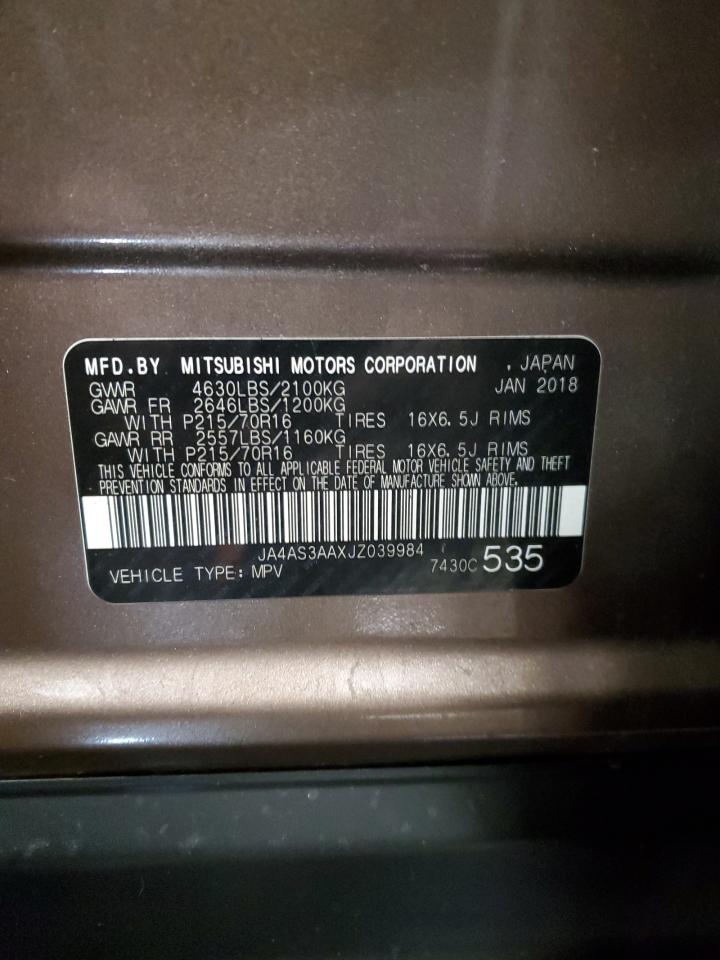 MFD.BY MITSUBISHI MOTORS CORPORATION , JAPAN
GVWR 4630LBS/2100KG JAN 2018
GAWR FR 2646LBS/1200KG
WITH P215/70R16 TIRES 16X6.5J RIMS
GAWR RR 2557LBS/1160KG
WITH P215/70R16 TIRES 16X6.5J RIMS
THIS VEHICLE CONFORMS TO ALL APPLICABLE FEDERAL MOTOR VEHICLE SAFETY AND THEFT
PREVENTION STANDARDS IN EFFECT ON THE DATE OF MANUFACTURE SHOWN ABOVE.
JA4AS3AAXJZ039984
VEHICLE TYPE: MPV 7430C 535